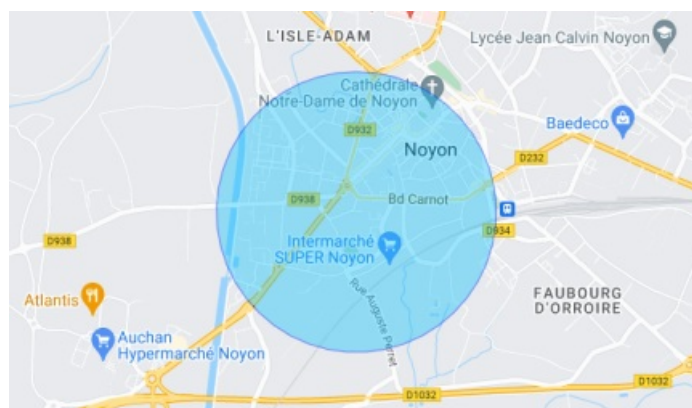 L'ISLE-ADAM
Lycée Jean Calvin Noyon
Cathédrale
Notre-Dame de Noyon
Baedeco
D932
Noyon
D232
D938
Bd Carnot
D934
D938
Intermarché
SUPER Noyon
Rue Auguste Perret
Atlantis
FAUBOURG
D'ORROIRE
Auchan
Hypermarché Noyon
D1032
D1032